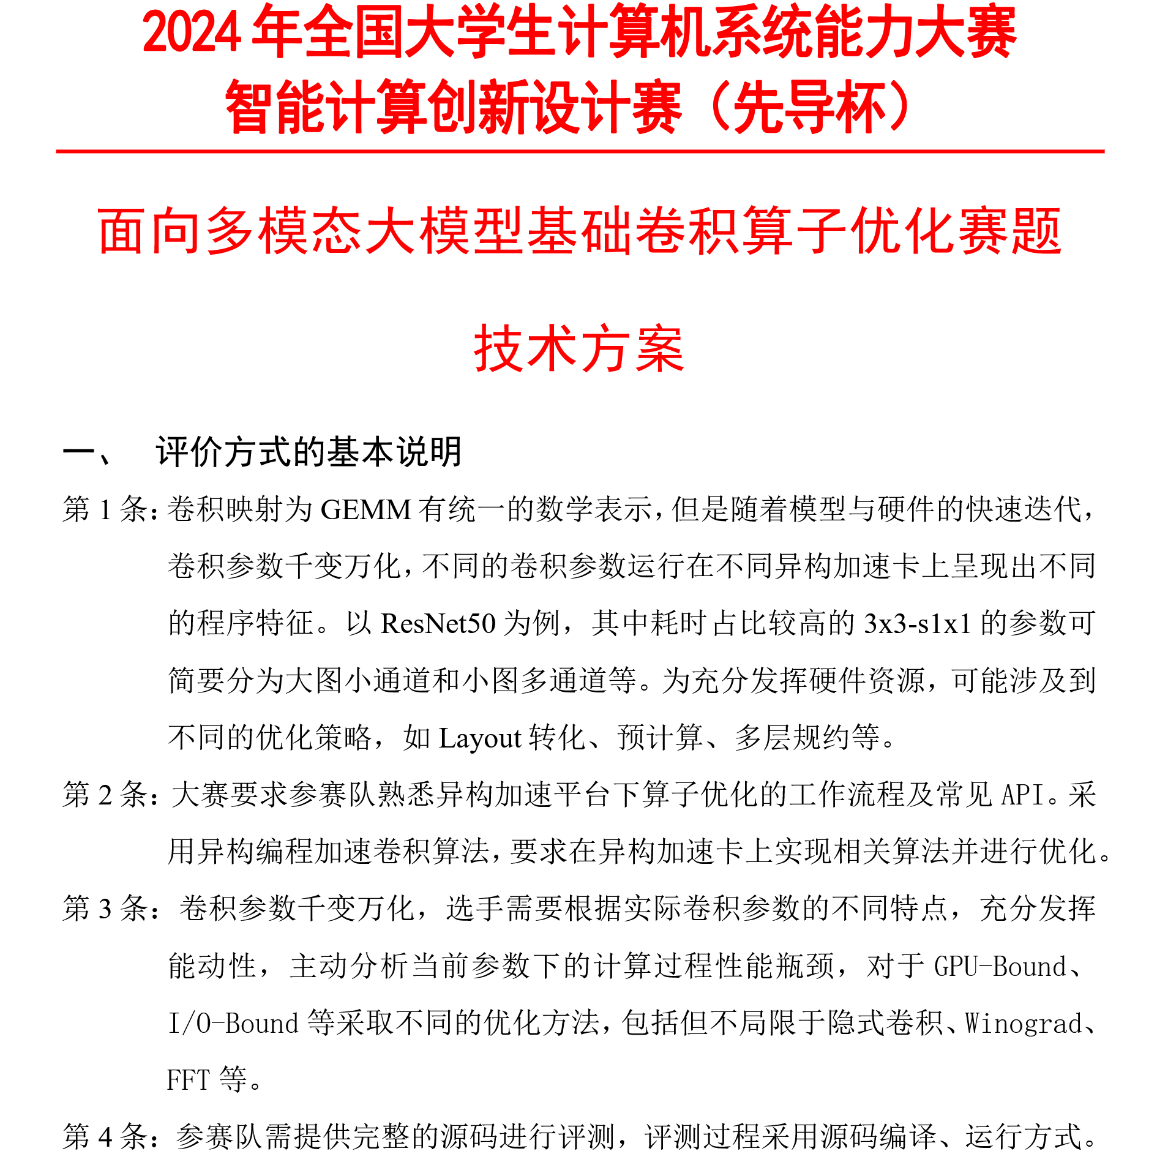 2024 年全国大学生计算机系统能力大赛
智能计算创新设计赛（先导杯）
面向多模态大模型基础卷积算子优化赛题
技术方案
一、 评价方式的基本说明
第 1 条：卷积映射为 GEMM 有统一的数学表示，但是随着模型与硬件的快速迭代，
卷积参数千变万化，不同的卷积参数运行在不同异构加速卡上呈现出不同
的程序特征。以 ResNet50 为例，其中耗时占比较高的 3x3-s1x1 的参数可
简要分为大图小通道和小图多通道等。为充分发挥硬件资源，可能涉及到
不同的优化策略，如 Layout 转化、预计算、多层规约等。
第 2 条：大赛要求参赛队熟悉异构加速平台下算子优化的工作流程及常见 API。采
用异构编程加速卷积算法，要求在异构加速卡上实现相关算法并进行优化。
第 3 条：卷积参数千变万化，选手需要根据实际卷积参数的不同特点，充分发挥
能动性，主动分析当前参数下的计算过程性能瓶颈，对于 GPU-Bound、
I/O-Bound 等采取不同的优化方法，包括但不局限于隐式卷积、Winograd、
FFT 等。
第 4 条：参赛队需提供完整的源码进行评测，评测过程采用源码编译、运行方式。